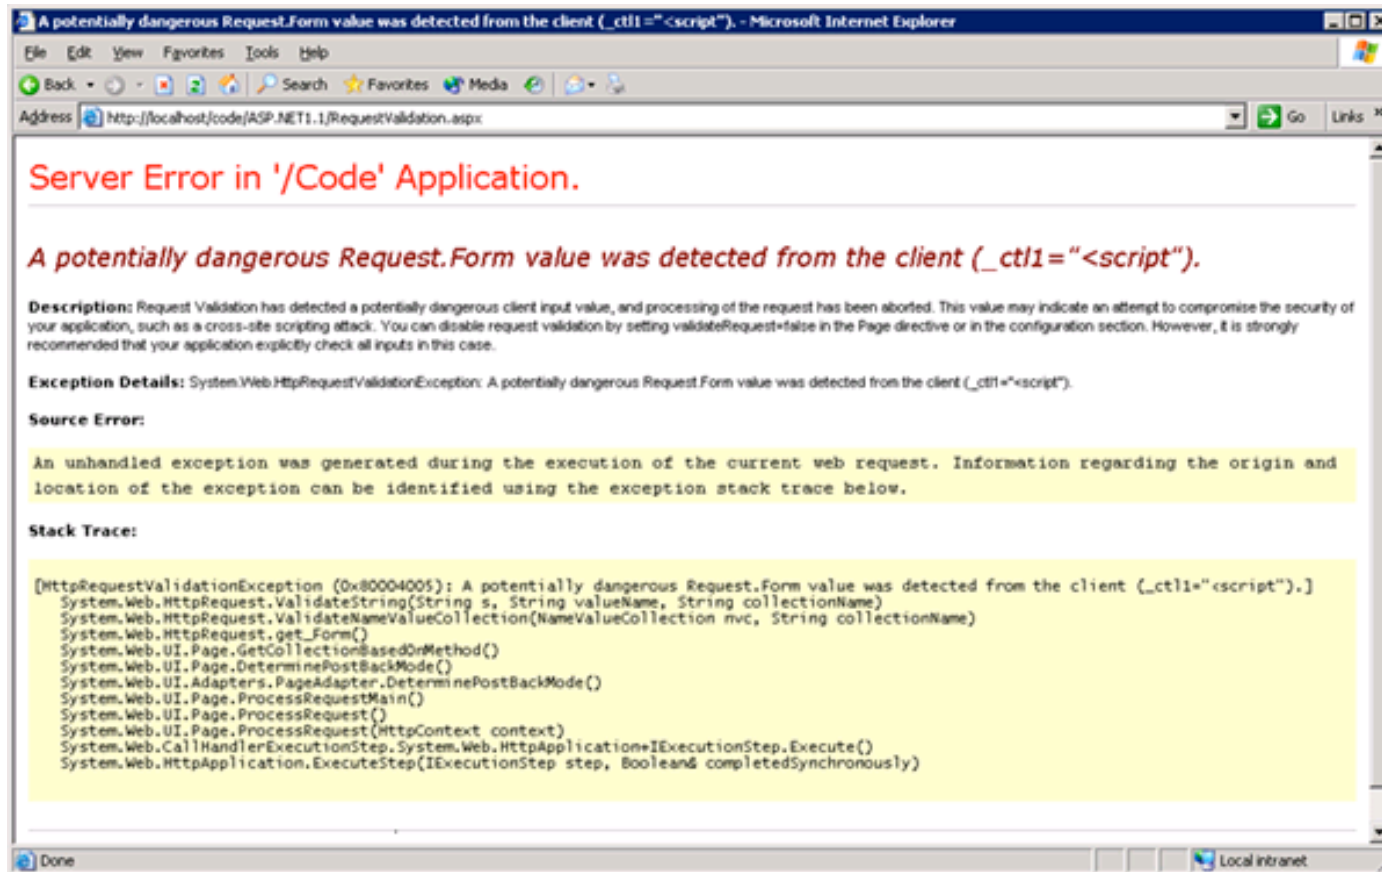 A potentially dangerous Request.Form value was detected from the client (_ctl1="<script"). - Microsoft Internet Explorer
File Edit View Favorites Tools Help
Back Search Favorites Media
Address http://localhost/code/ASP.NET1.1/RequestValidation.aspx Go Links »
Server Error in '/Code' Application.
A potentially dangerous Request.Form value was detected from the client (_ctl1="<script").
Description: Request Validation has detected a potentially dangerous client input value, and processing of the request has been aborted. This value may indicate an attempt to compromise the security of
your application, such as a cross-site scripting attack. You can disable request validation by setting validateRequest=false in the Page directive or in the configuration section. However, it is strongly
recommended that your application explicitly check all inputs in this case.
Exception Details: System.Web.HttpRequestValidationException: A potentially dangerous Request.Form value was detected from the client (_ctl1="<script").
Source Error:
An unhandled exception was generated during the execution of the current web request. Information regarding the origin and
location of the exception can be identified using the exception stack trace below.
Stack Trace:
[HttpRequestValidationException (0x80004005): A potentially dangerous Request.Form value was detected from the client (_ctl1="<script").]
System.Web.HttpRequest.ValidateString(String s, String valueName, String collectionName)
System.Web.HttpRequest.ValidateNameValueCollection(NameValueCollection nvc, String collectionName)
System.Web.HttpRequest.get_Form()
System.Web.UI.Page.GetCollectionBasedOnMethod()
System.Web.UI.Page.DeterminePostBackMode()
System.Web.UI.Adapters.PageAdapter.DeterminePostBackMode()
System.Web.UI.Page.ProcessRequestMain()
System.Web.UI.Page.ProcessRequest()
System.Web.UI.Page.ProcessRequest(HttpContext context)
System.Web.CallHandlerExecutionStep.System.Web.HttpApplication+IExecutionStep.Execute()
System.Web.HttpApplication.ExecuteStep(IExecutionStep step, Boolean& completedSynchronously)
Done Local intranet